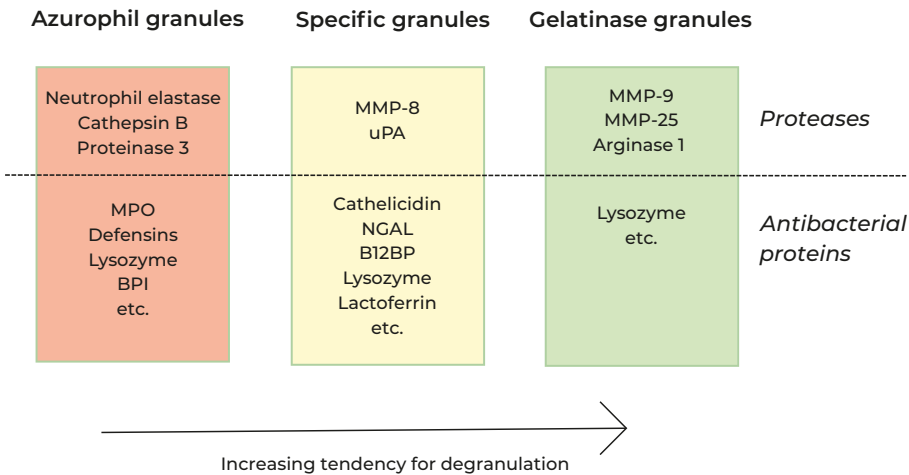 Azurophil granules
Specific granules
Gelatinase granules
Neutrophil elastase
Cathepsin B
Proteinase 3
MMP-8
uPA
MMP-9
MMP-25
Arginase 1
Proteases
MPO
Defensins
Lysozyme
BPI
etc.
Cathelicidin
NGAL
B12BP
Lysozyme
Lactoferrin
etc.
Lysozyme
etc.
Antibacterial
proteins
Increasing tendency for degranulation